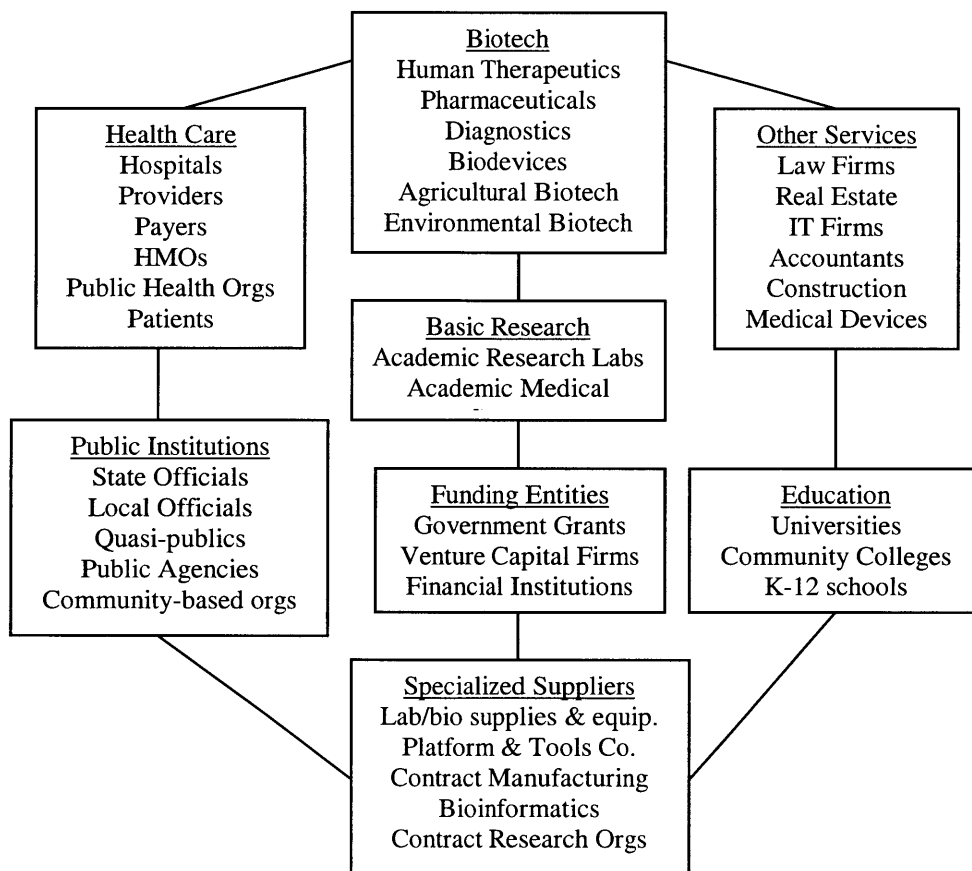 Biotech
Human Therapeutics
Pharmaceuticals
Diagnostics
Biodevices
Agricultural Biotech
Environmental Biotech
Health Care
Hospitals
Providers
Payers
HMOs
Public Health Orgs
Patients
Other Services
Law Firms
Real Estate
IT Firms
Accountants
Construction
Medical Devices
Basic Research
Academic Research Labs
Academic Medical
Public Institutions
State Officials
Local Officials
Quasi-publics
Public Agencies
Community-based orgs
Funding Entities
Government Grants
Venture Capital Firms
Financial Institutions
Education
Universities
Community Colleges
K-12 schools
Specialized Suppliers
Lab/bio supplies & equip.
Platform & Tools Co.
Contract Manufacturing
Bioinformatics
Contract Research Orgs